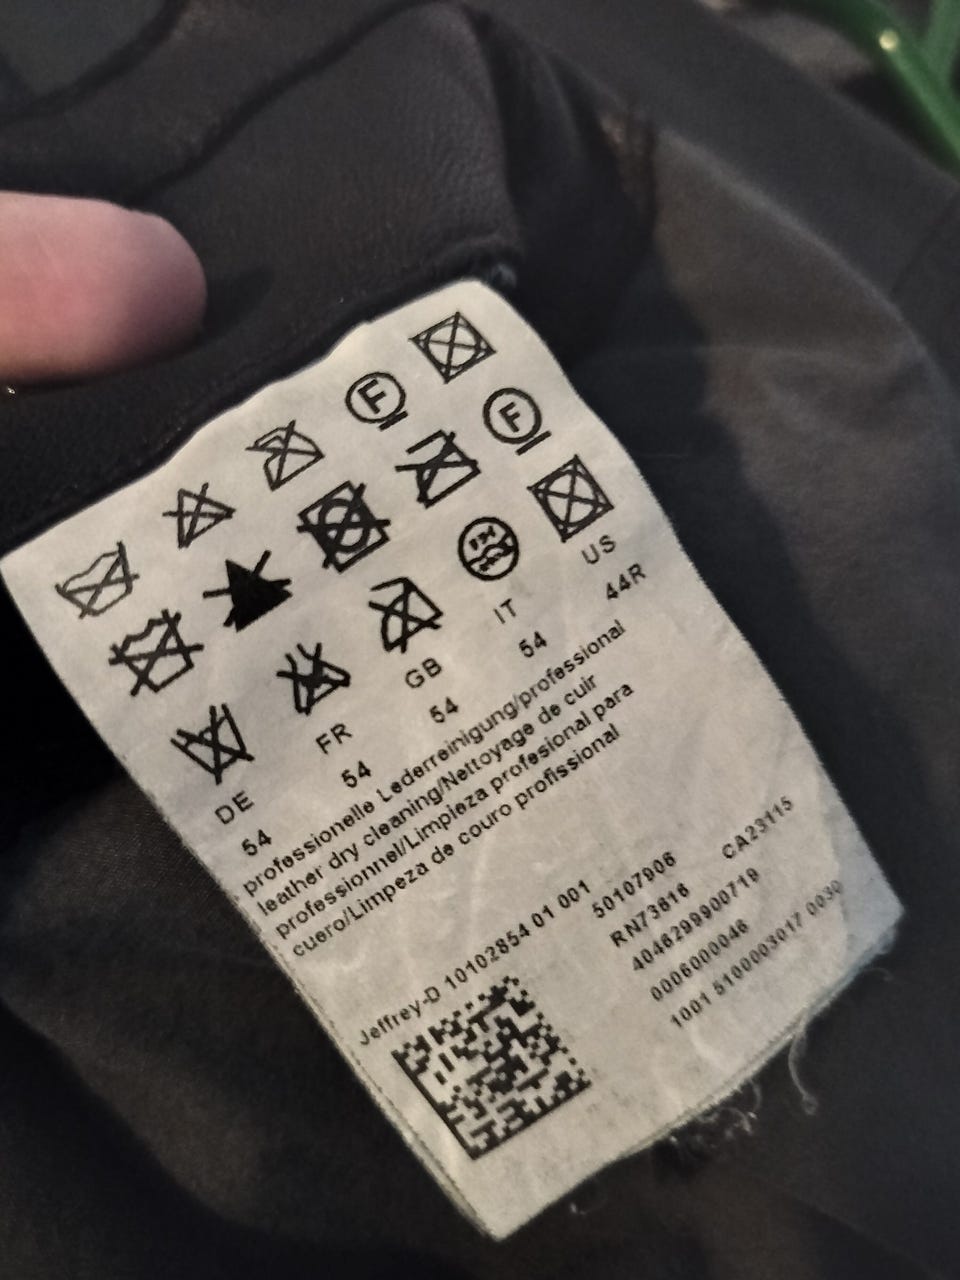 F
F
DE FR GB IT US
54 54 54 54 44R
professionelle Lederreinigung/professional
leather dry cleaning/Nettoyage de cuir
professionnel/Limpieza profesional para
cuero/Limpeza de couro profissional
Jeffrey-D 10102854 01 001
50107906
RN73616 CA23115
4046299900719
0006000046
1001 5100003017 0030